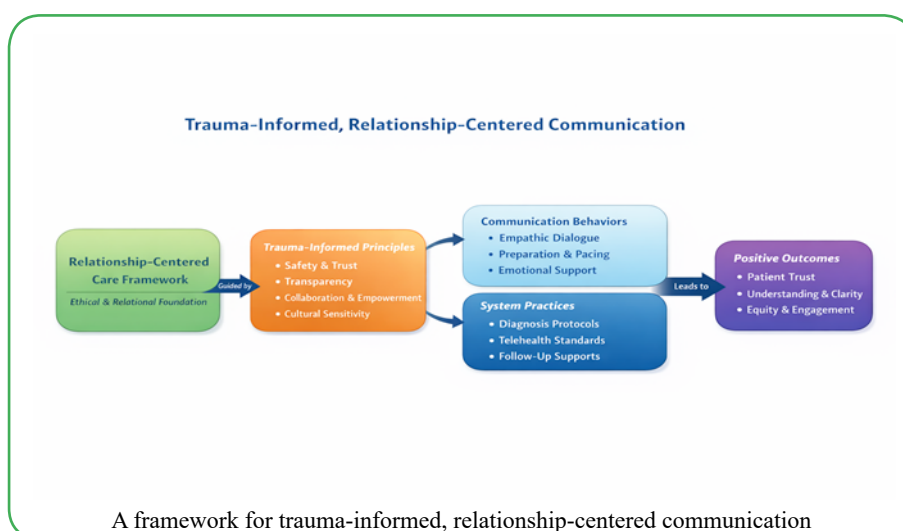 Trauma-Informed, Relationship-Centered Communication
Relationship-Centered
Care Framework
Ethical & Relational Foundation
Guided by
Trauma-Informed Principles
• Safety & Trust
• Transparency
• Collaboration & Empowerment
• Cultural Sensitivity
Communication Behaviors
• Empathic Dialogue
• Preparation & Pacing
• Emotional Support
System Practices
• Diagnosis Protocols
• Telehealth Standards
• Follow-Up Supports
Leads to
Positive Outcomes
• Patient Trust
• Understanding & Clarity
• Equity & Engagement
A framework for trauma-informed, relationship-centered communication